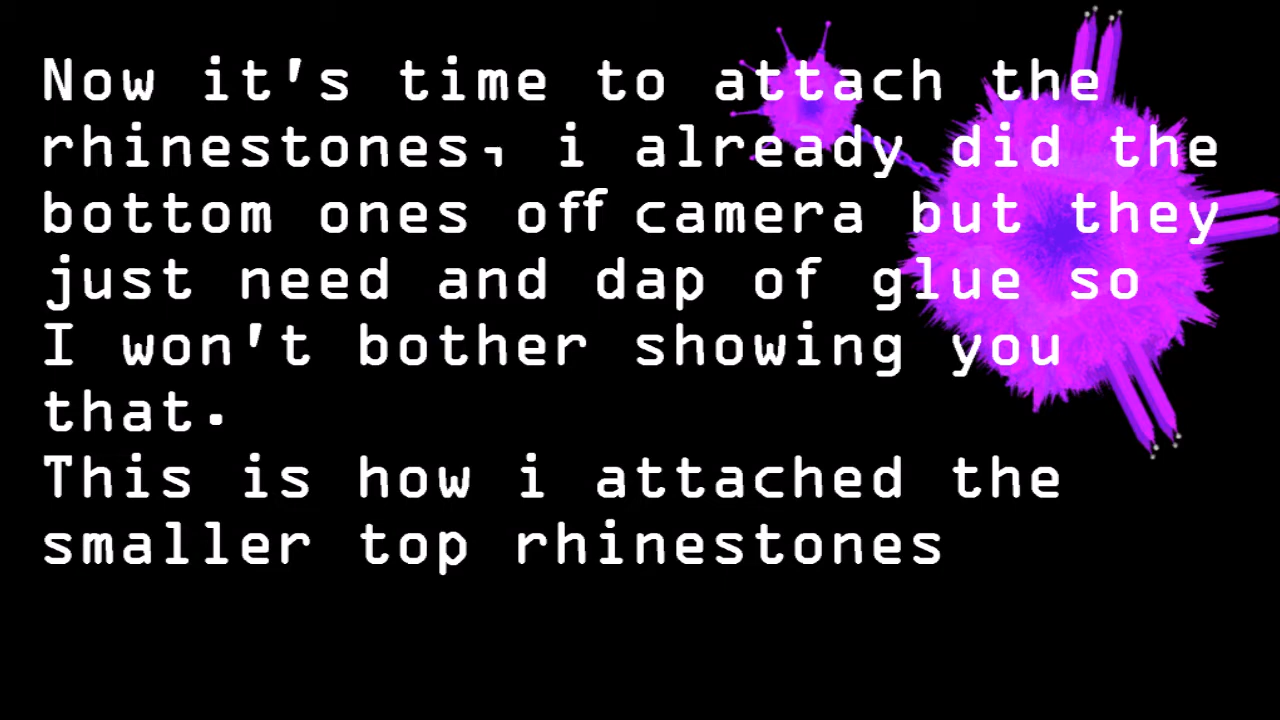 Now it's time to attach the
rhinestones, i already did the
bottom ones off camera but they
just need and dap of glue so
I won't bother showing you
that.
This is how i attached the
smaller top rhinestones